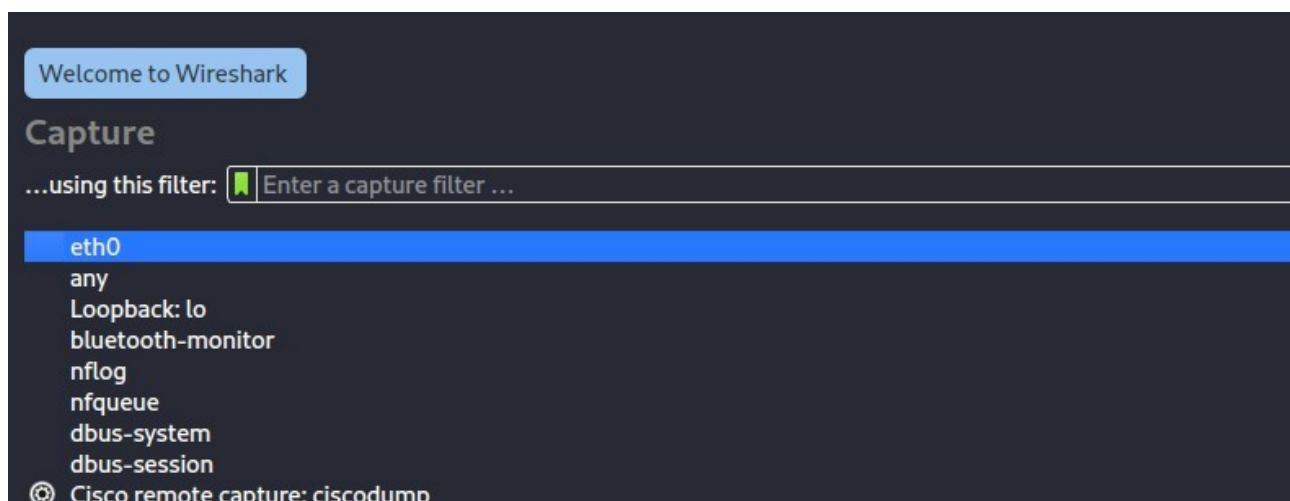 Welcome to Wireshark
Capture
...using this filter: Enter a capture filter ...
eth0
any
Loopback: lo
bluetooth-monitor
nflog
nfqueue
dbus-system
dbus-session
Cisco remote capture: ciscodump